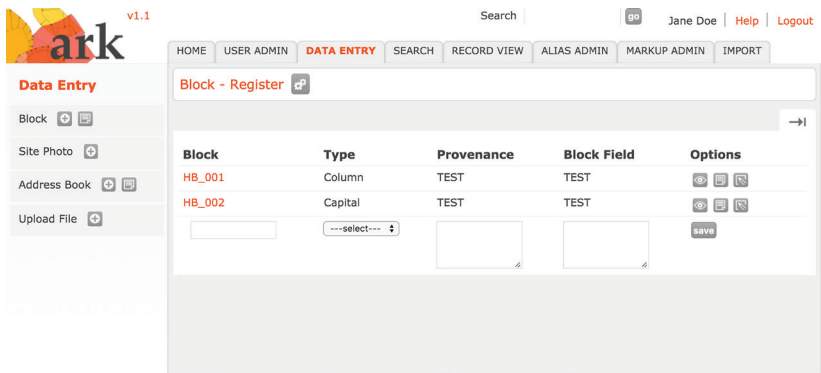 ark
v1.1
Search go Jane Doe | Help | Logout
HOME USER ADMIN DATA ENTRY SEARCH RECORD VIEW ALIAS ADMIN MARKUP ADMIN IMPORT
Data Entry
Block
Site Photo
Address Book
Upload File
Block - Register
Block Type Provenance Block Field Options
HB_001 Column TEST TEST
HB_002 Capital TEST TEST
---select--- save